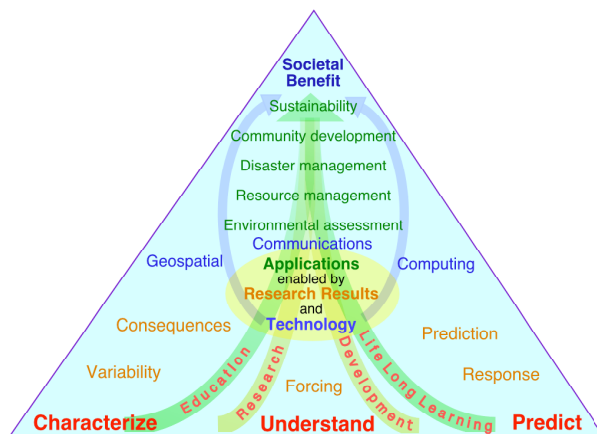 Societal
Benefit
Sustainability
Community development
Disaster management
Resource management
Environmental assessment
Communications
Geospatial
Applications
Computing
enabled by
Research Results
and
Technology
Consequences
Prediction
Variability
Response
Education
Research
Forcing
Development
Life Long Learning
Characterize
Understand
Predict